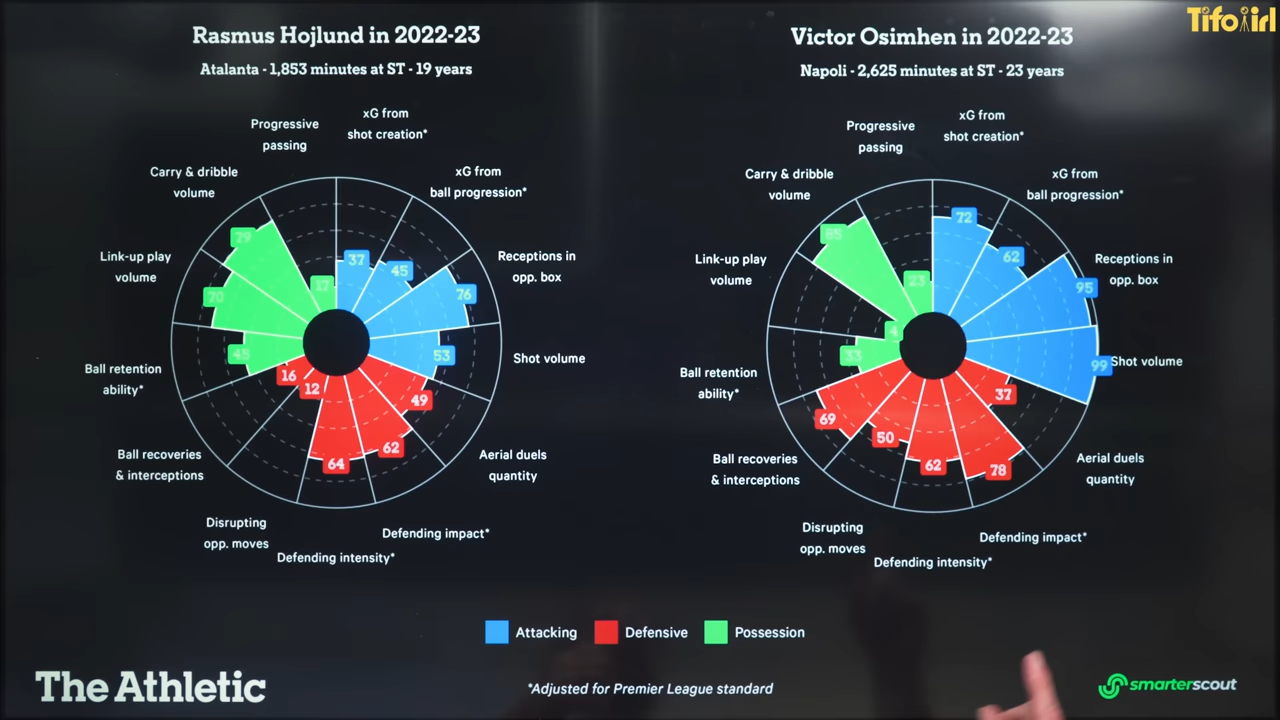 Tifo irl
Rasmus Hojlund in 2022-23
Atalanta - 1,853 minutes at ST - 19 years
xG from
shot creation*
Progressive
passing
xG from
ball progression*
Carry & dribble
volume
Receptions in
opp. box
Link-up play
volume
Shot volume
Ball retention
ability*
Ball recoveries
& interceptions
Aerial duels
quantity
Disrupting
opp. moves
Defending impact*
Defending intensity*
37
45
76
53
49
62
64
12
16
45
70
79
17
Victor Osimhen in 2022-23
Napoli - 2,625 minutes at ST - 23 years
xG from
shot creation*
Progressive
passing
xG from
ball progression*
Carry & dribble
volume
Receptions in
opp. box
Link-up play
volume
Shot volume
Ball retention
ability*
Ball recoveries
& interceptions
Aerial duels
quantity
Disrupting
opp. moves
Defending impact*
Defending intensity*
72
62
95
99
37
78
62
50
69
33
4
85
23
Attacking
Defensive
Possession
The Athletic
*Adjusted for Premier League standard
smarterscout